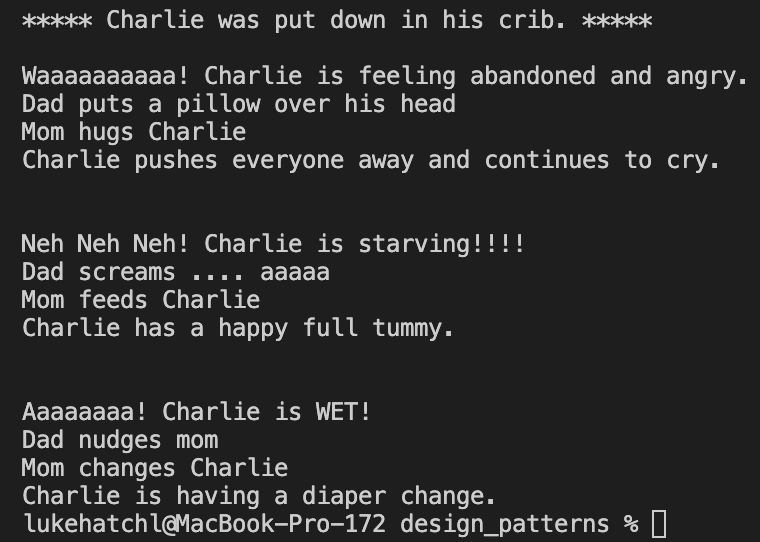 ***** Charlie was put down in his crib. *****
Waaaaaaaaaa! Charlie is feeling abandoned and angry.
Dad puts a pillow over his head
Mom hugs Charlie
Charlie pushes everyone away and continues to cry.
Neh Neh Neh! Charlie is starving!!!!
Dad screams .... aaaaa
Mom feeds Charlie
Charlie has a happy full tummy.
Aaaaaaaa! Charlie is WET!
Dad nudges mom
Mom changes Charlie
Charlie is having a diaper change.
lukehatchl@MacBook-Pro-172 design_patterns %